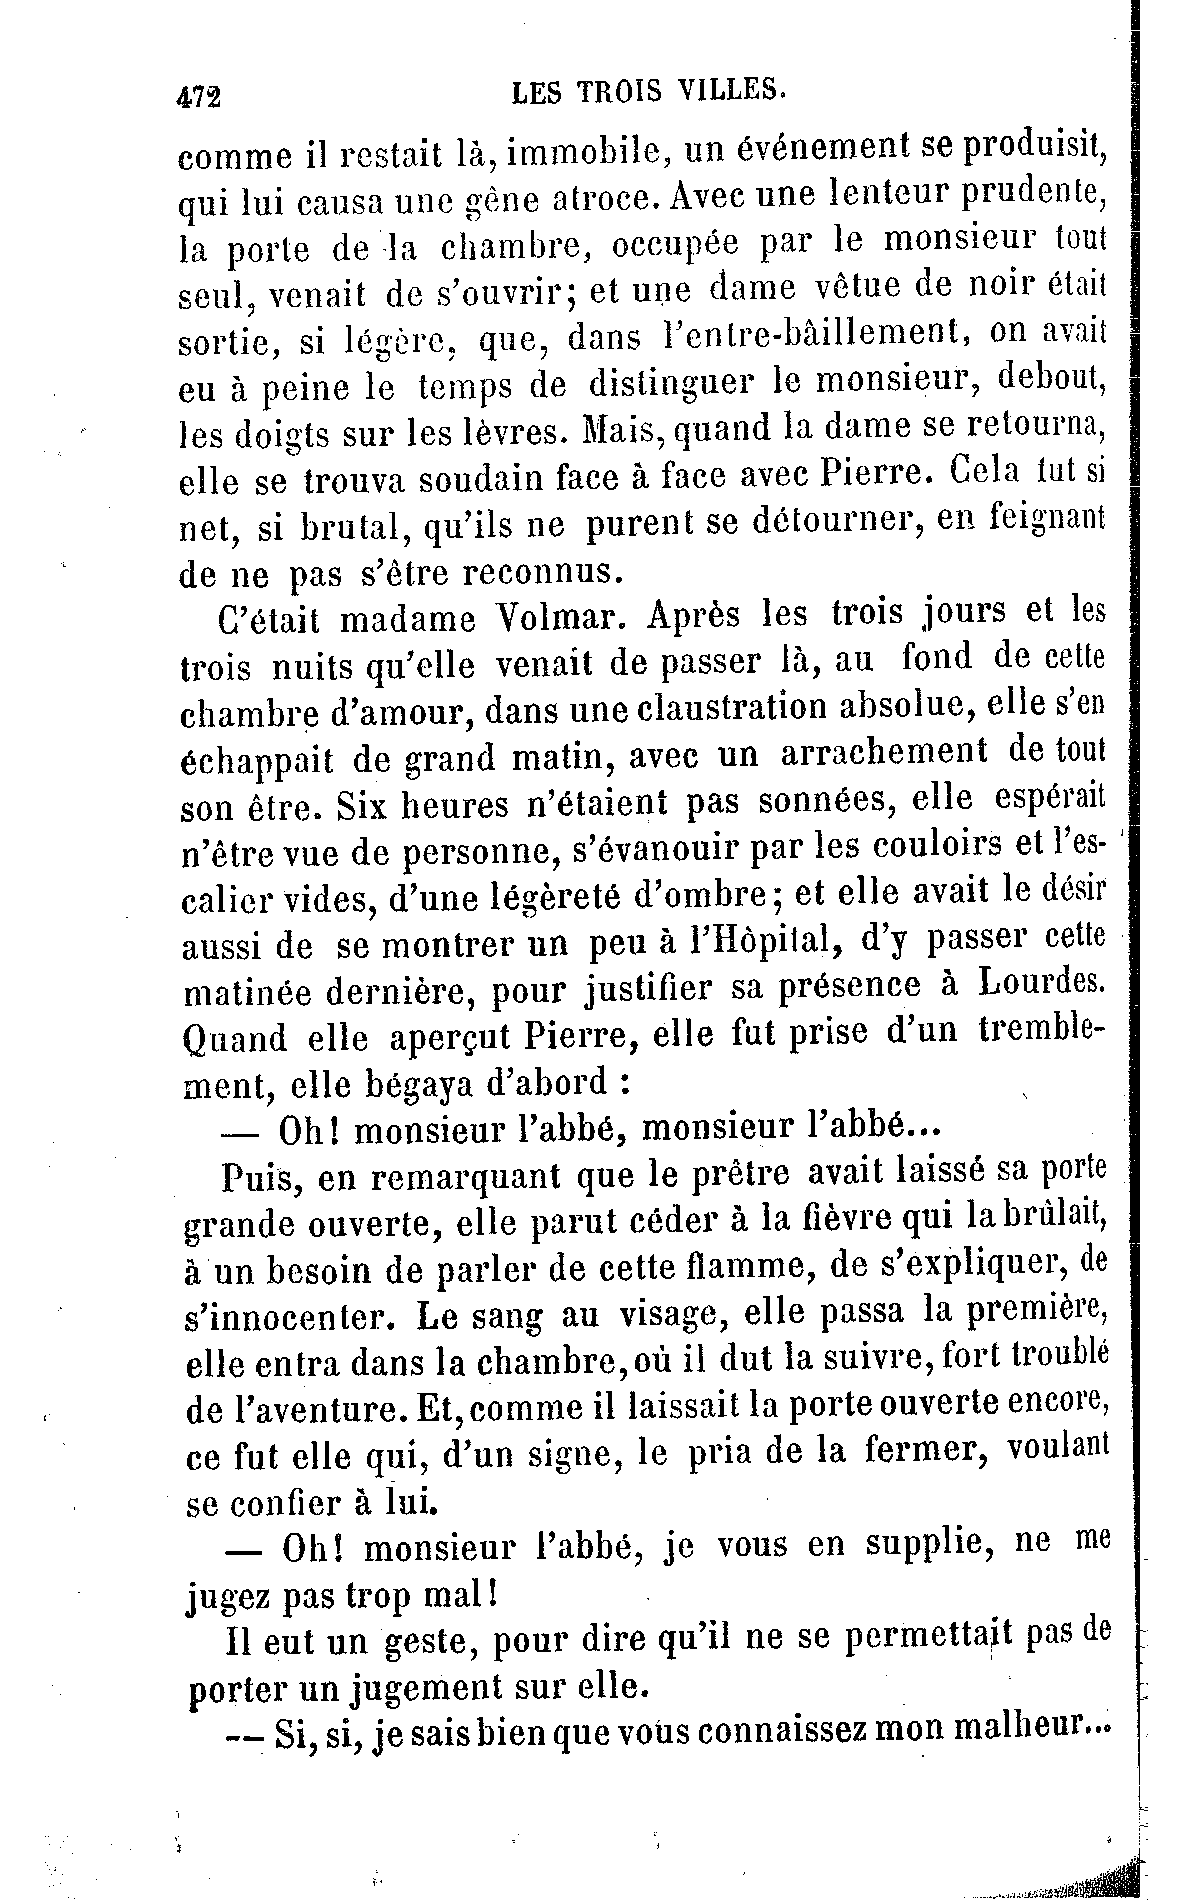 472 LES TROIS VILLES.
comme il restait là, immobile, un événement se produisit,
qui lui causa une gêne atroce. Avec une lenteur prudente,
la porte de la chambre, occupée par le monsieur tout
seul, venait de s'ouvrir; et une dame vêtue de noir était
sortie, si légère, que, dans l'entre-bâillement, on avait
eu à peine le temps de distinguer le monsieur, debout,
les doigts sur les lèvres. Mais, quand la dame se retourna,
elle se trouva soudain face à face avec Pierre. Cela fut si
net, si brutal, qu'ils ne purent se détourner, en feignant
de ne pas s'être reconnus.
C'était madame Volmar. Après les trois jours et les
trois nuits qu'elle venait de passer là, au fond de cette
chambre d'amour, dans une claustration absolue, elle s'en
échappait de grand matin, avec un arrachement de tout
son être. Six heures n'étaient pas sonnées, elle espérait
n'être vue de personne, s'évanouir par les couloirs et l'es-
calier vides, d'une légèreté d'ombre; et elle avait le désir
aussi de se montrer un peu à l'Hôpital, d'y passer cette
matinée dernière, pour justifier sa présence à Lourdes.
Quand elle aperçut Pierre, elle fut prise d'un tremble-
ment, elle bégaya d'abord :
— Oh! monsieur l'abbé, monsieur l'abbé...
Puis, en remarquant que le prêtre avait laissé sa porte
grande ouverte, elle parut céder à la fièvre qui la brûlait,
à un besoin de parler de cette flamme, de s'expliquer, de
s'innocenter. Le sang au visage, elle passa la première,
elle entra dans la chambre, où il dut la suivre, fort troublé
de l'aventure. Et, comme il laissait la porte ouverte encore,
ce fut elle qui, d'un signe, le pria de la fermer, voulant
se confier à lui.
— Oh! monsieur l'abbé, je vous en supplie, ne me
jugez pas trop mal!
Il eut un geste, pour dire qu'il ne se permettait pas de
porter un jugement sur elle.
— Si, si, je sais bien que vous connaissez mon malheur...